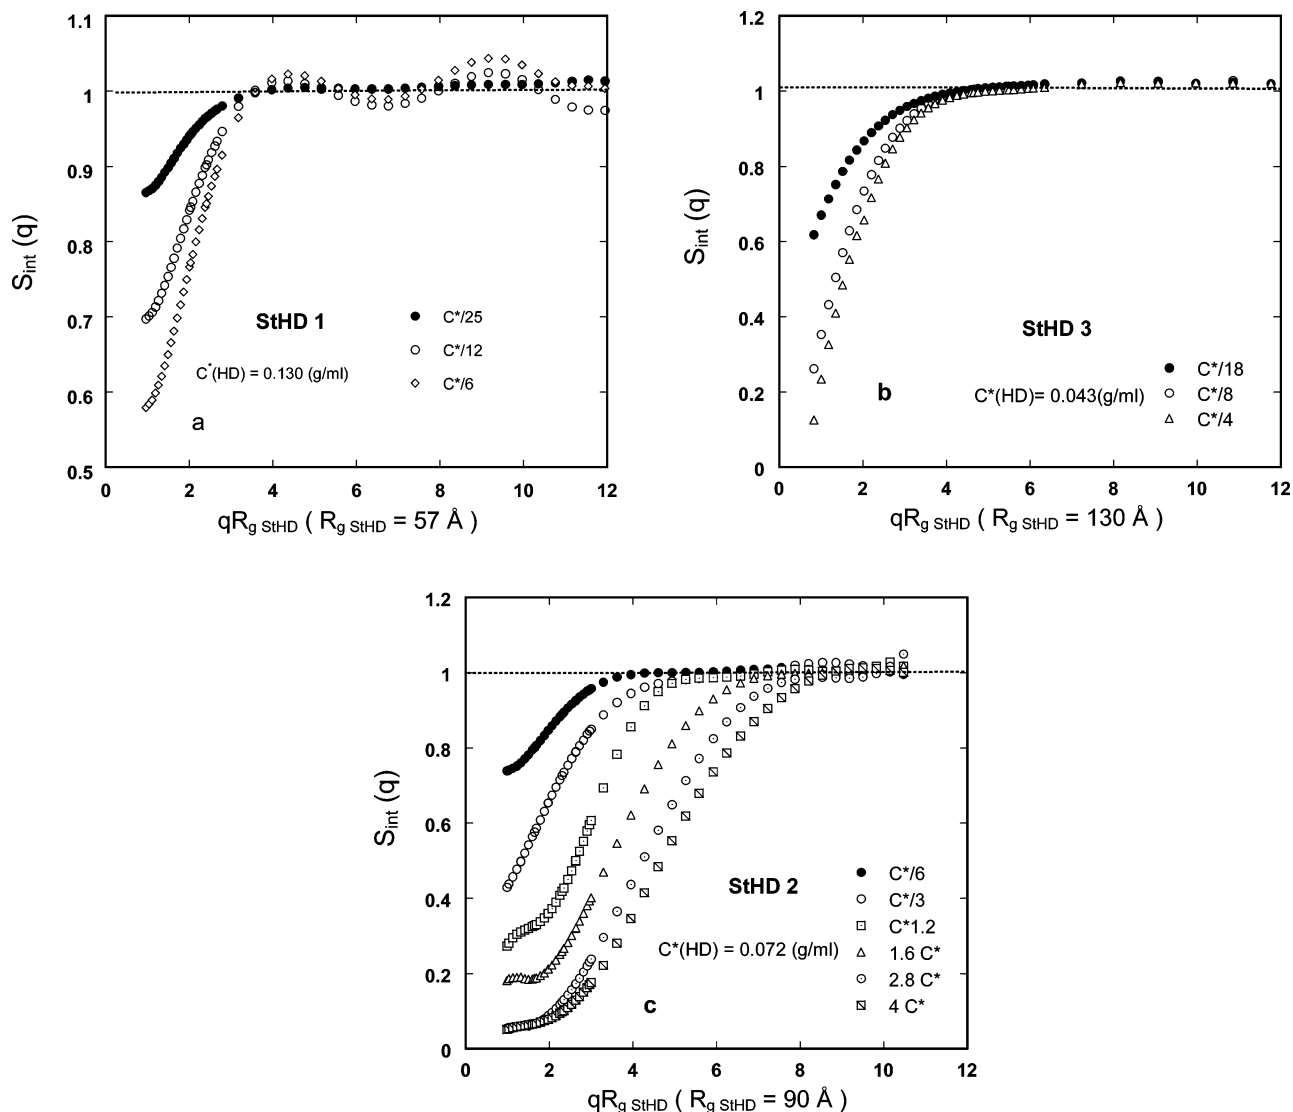 1.1
1
0.9
0.8
0.7
0.6
0.5
S_int (q)
StHD 1
C*(HD) = 0.130 (g/ml)
a
C*/25
C*/12
C*/6
0 2 4 6 8 10 12
qR_g StHD ( R_g StHD = 57 Å )
1.2
1
0.8
0.6
0.4
0.2
0
S_int (q)
StHD 3
C*(HD)= 0.043(g/ml)
b
C*/18
C*/8
C*/4
0 2 4 6 8 10 12
qR_g StHD ( R_g StHD = 130 Å )
1.2
1
0.8
0.6
0.4
0.2
0
S_int (q)
StHD 2
C*(HD) = 0.072 (g/ml)
c
C*/6
C*/3
C*1.2
1.6 C*
2.8 C*
4 C*
0 2 4 6 8 10 12
qR_g StHD ( R_g StHD = 90 Å )